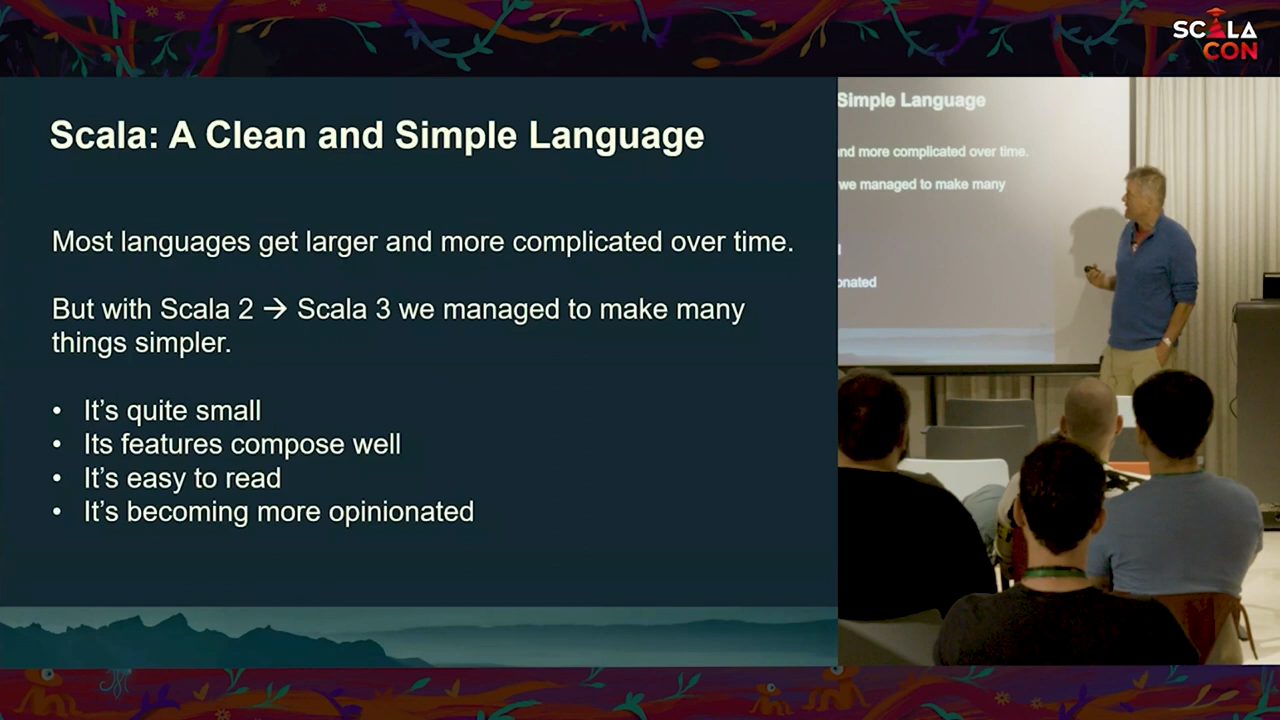 SCALA
CON
Scala: A Clean and Simple Language
Most languages get larger and more complicated over time.
But with Scala 2 → Scala 3 we managed to make many
things simpler.
• It's quite small
• Its features compose well
• It's easy to read
• It's becoming more opinionated
Simple Language
nd more complicated over time.
we managed to make many
onated